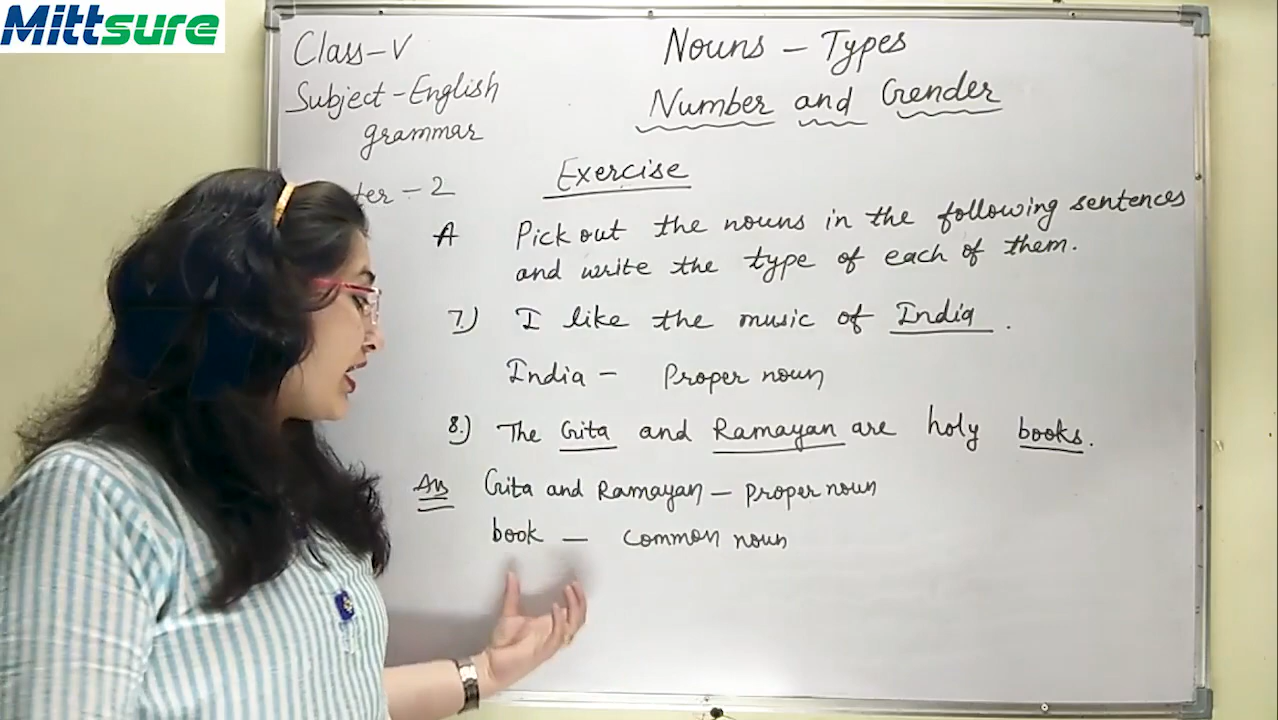 Mittsure
Class-V
Subject-English
grammar
Nouns - Types
Number and Gender
ter - 2
Exercise
A Pick out the nouns in the following sentences
and write the type of each of them.
7.) I like the music of India.
India - Proper noun
8.) The Gita and Ramayan are holy books.
Ans Gita and Ramayan - Proper noun
book - common noun